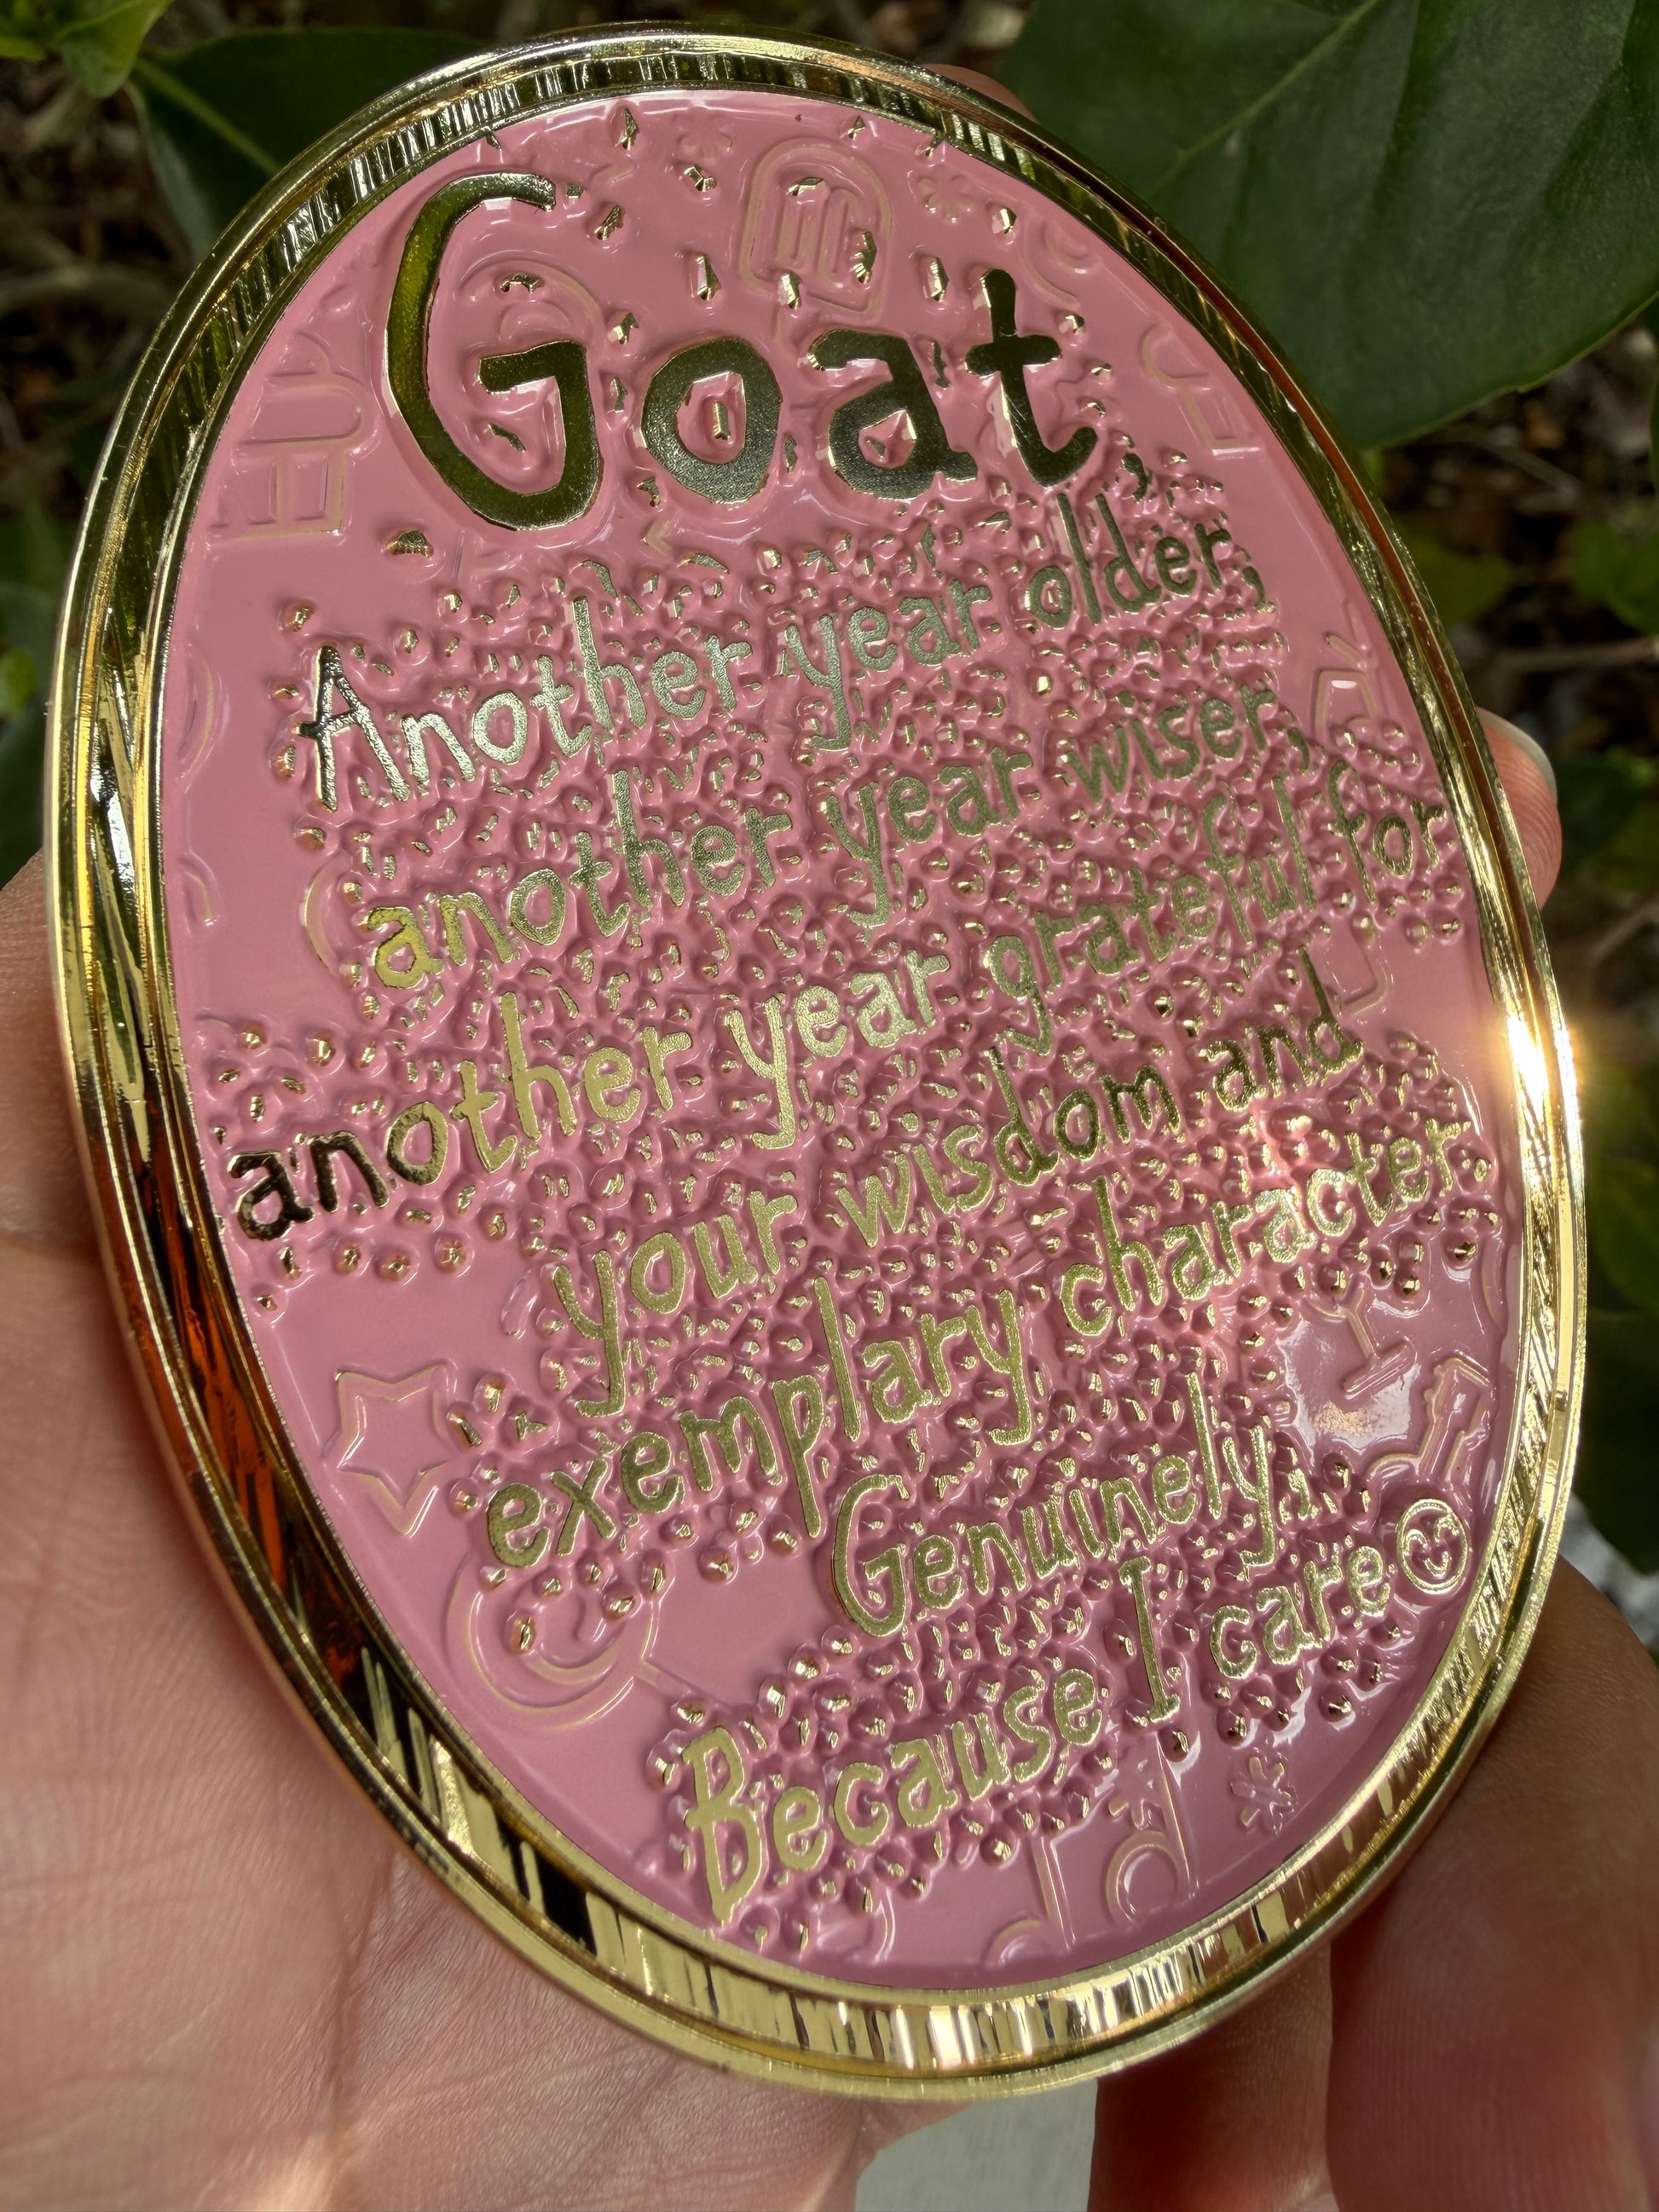 Goat,
Another year older,
another year wiser,
another year grateful for
your wisdom and
exemplary character.
Genuinely,
Because I care